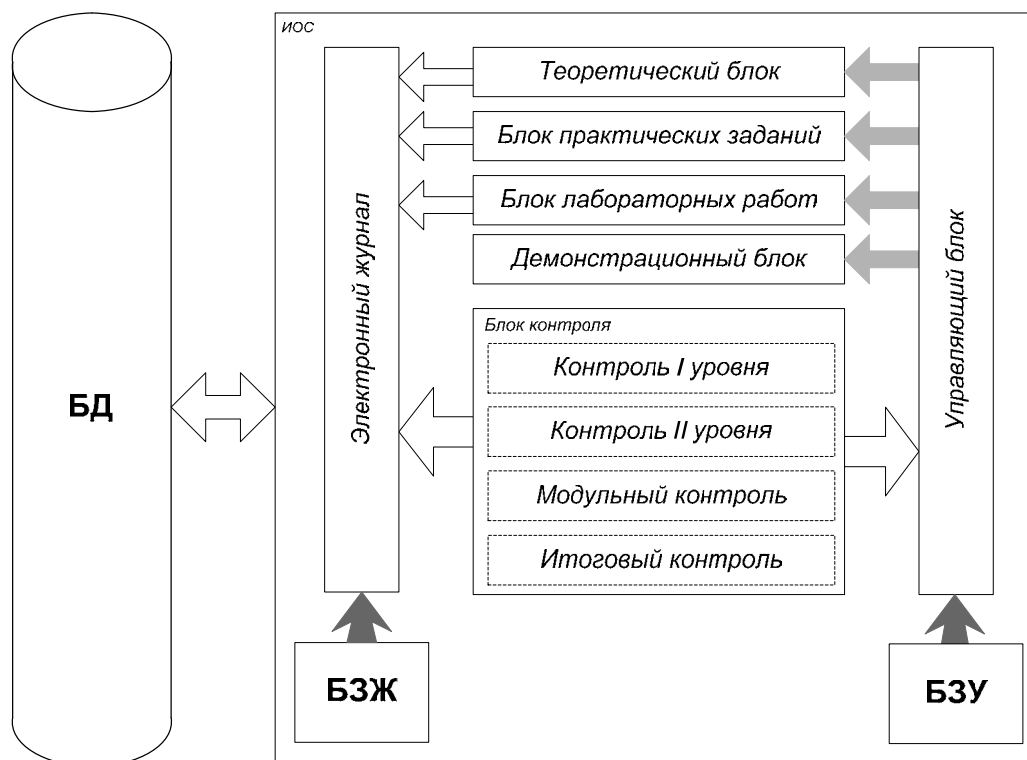 ИОС
Теоретический блок
Блок практических заданий
Блок лабораторных работ
Демонстрационный блок
Электронный журнал
Управляющий блок
БД
Блок контроля
Контроль I уровня
Контроль II уровня
Модульный контроль
Итоговый контроль
БЗЖ
БЗУ